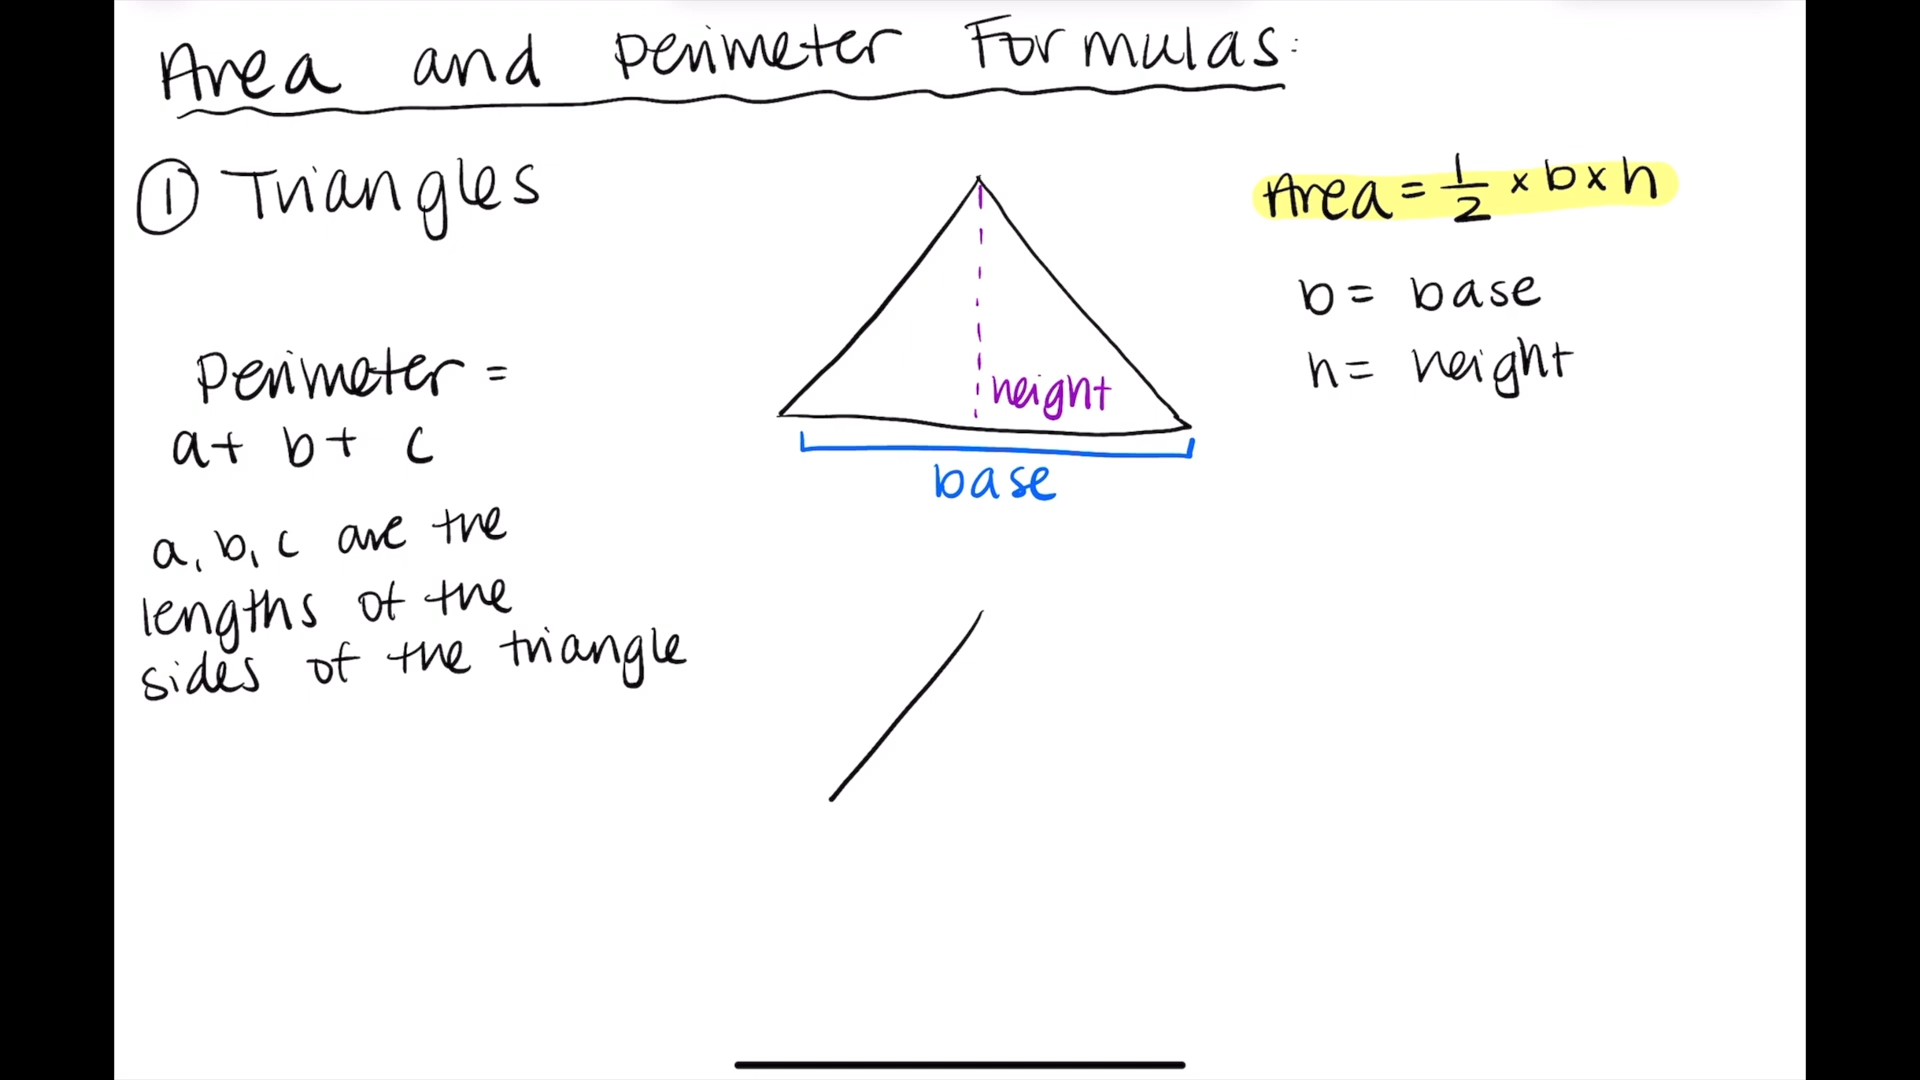 Area and Perimeter Formulas:
① Triangles
Perimeter =
a + b + c
a, b, c are the
lengths of the
sides of the triangle
height
base
Area = 1/2 × b × h
b = base
h = height